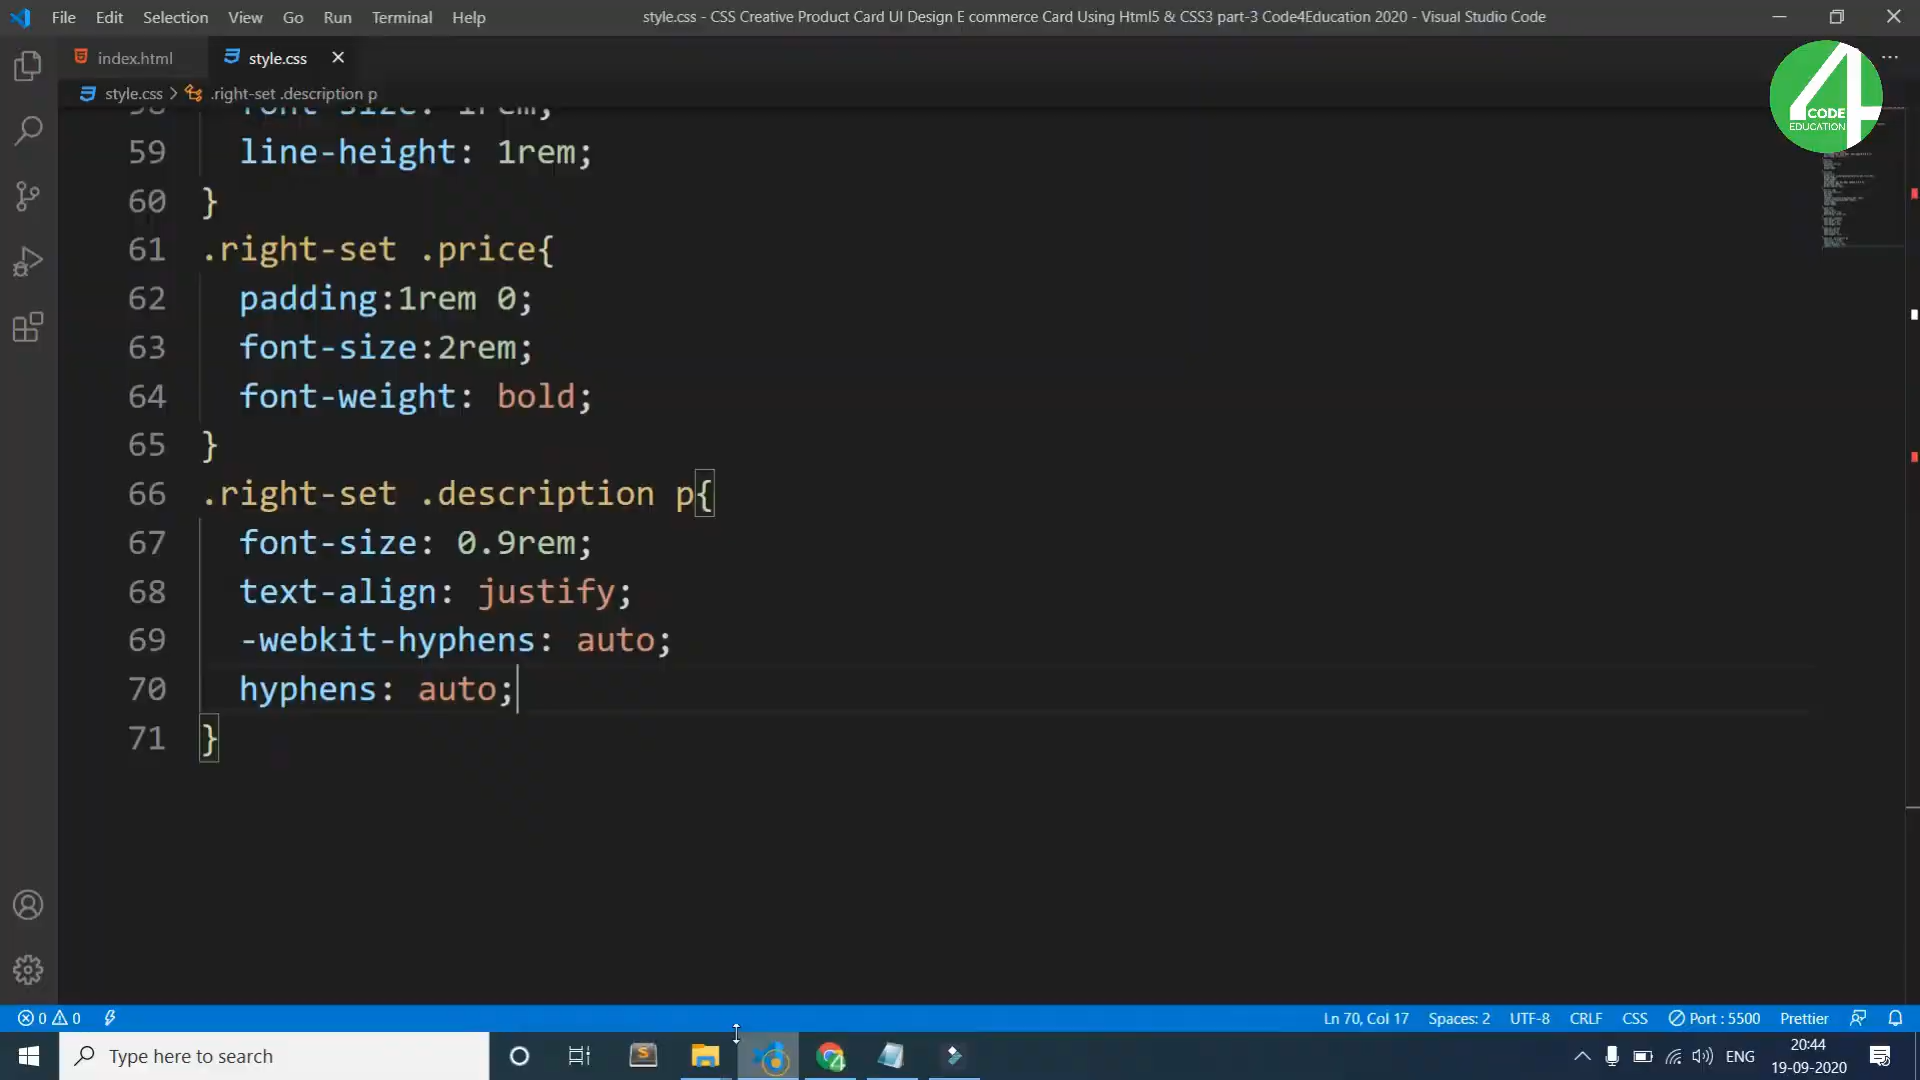 File Edit Selection View Go Run Terminal Help style.css - CSS Creative Product Card UI Design E commerce Card Using Html5 & CSS3 part-3 Code4Education 2020 - Visual Studio Code
index.html style.css
style.css > .right-set .description p
4 CODE EDUCATION
58 font-size: 1rem;
59 line-height: 1rem;
60 }
61 .right-set .price{
62 padding:1rem 0;
63 font-size:2rem;
64 font-weight: bold;
65 }
66 .right-set .description p{
67 font-size: 0.9rem;
68 text-align: justify;
69 -webkit-hyphens: auto;
70 hyphens: auto;
71 }
0 0 Ln 70, Col 17 Spaces: 2 UTF-8 CRLF CSS Port : 5500 Prettier
Type here to search ENG 20:44
19-09-2020